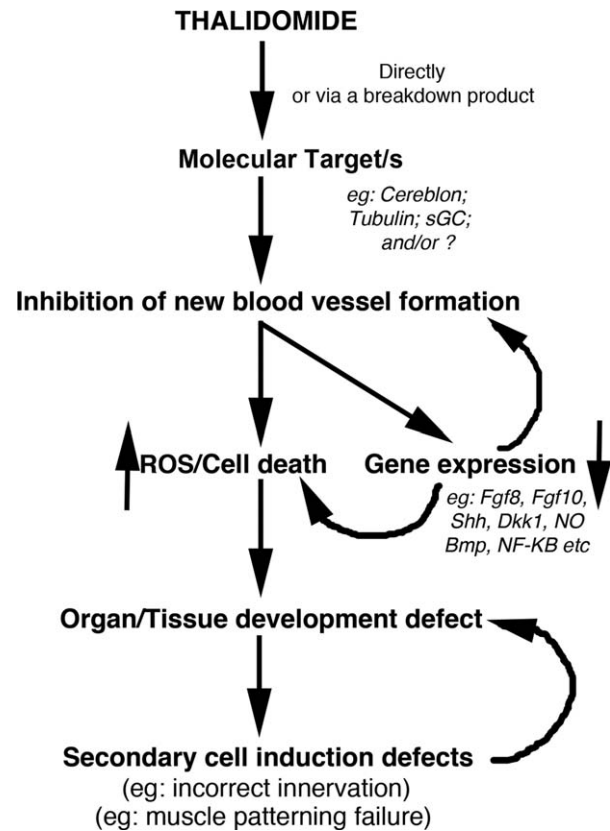 THALIDOMIDE
Directly
or via a breakdown product
Molecular Target/s
eg: Cereblon;
Tubulin; sGC;
and/or ?
Inhibition of new blood vessel formation
ROS/Cell death
Gene expression
eg: Fgf8, Fgf10,
Shh, Dkk1, NO
Bmp, NF-KB etc
Organ/Tissue development defect
Secondary cell induction defects
(eg: incorrect innervation)
(eg: muscle patterning failure)